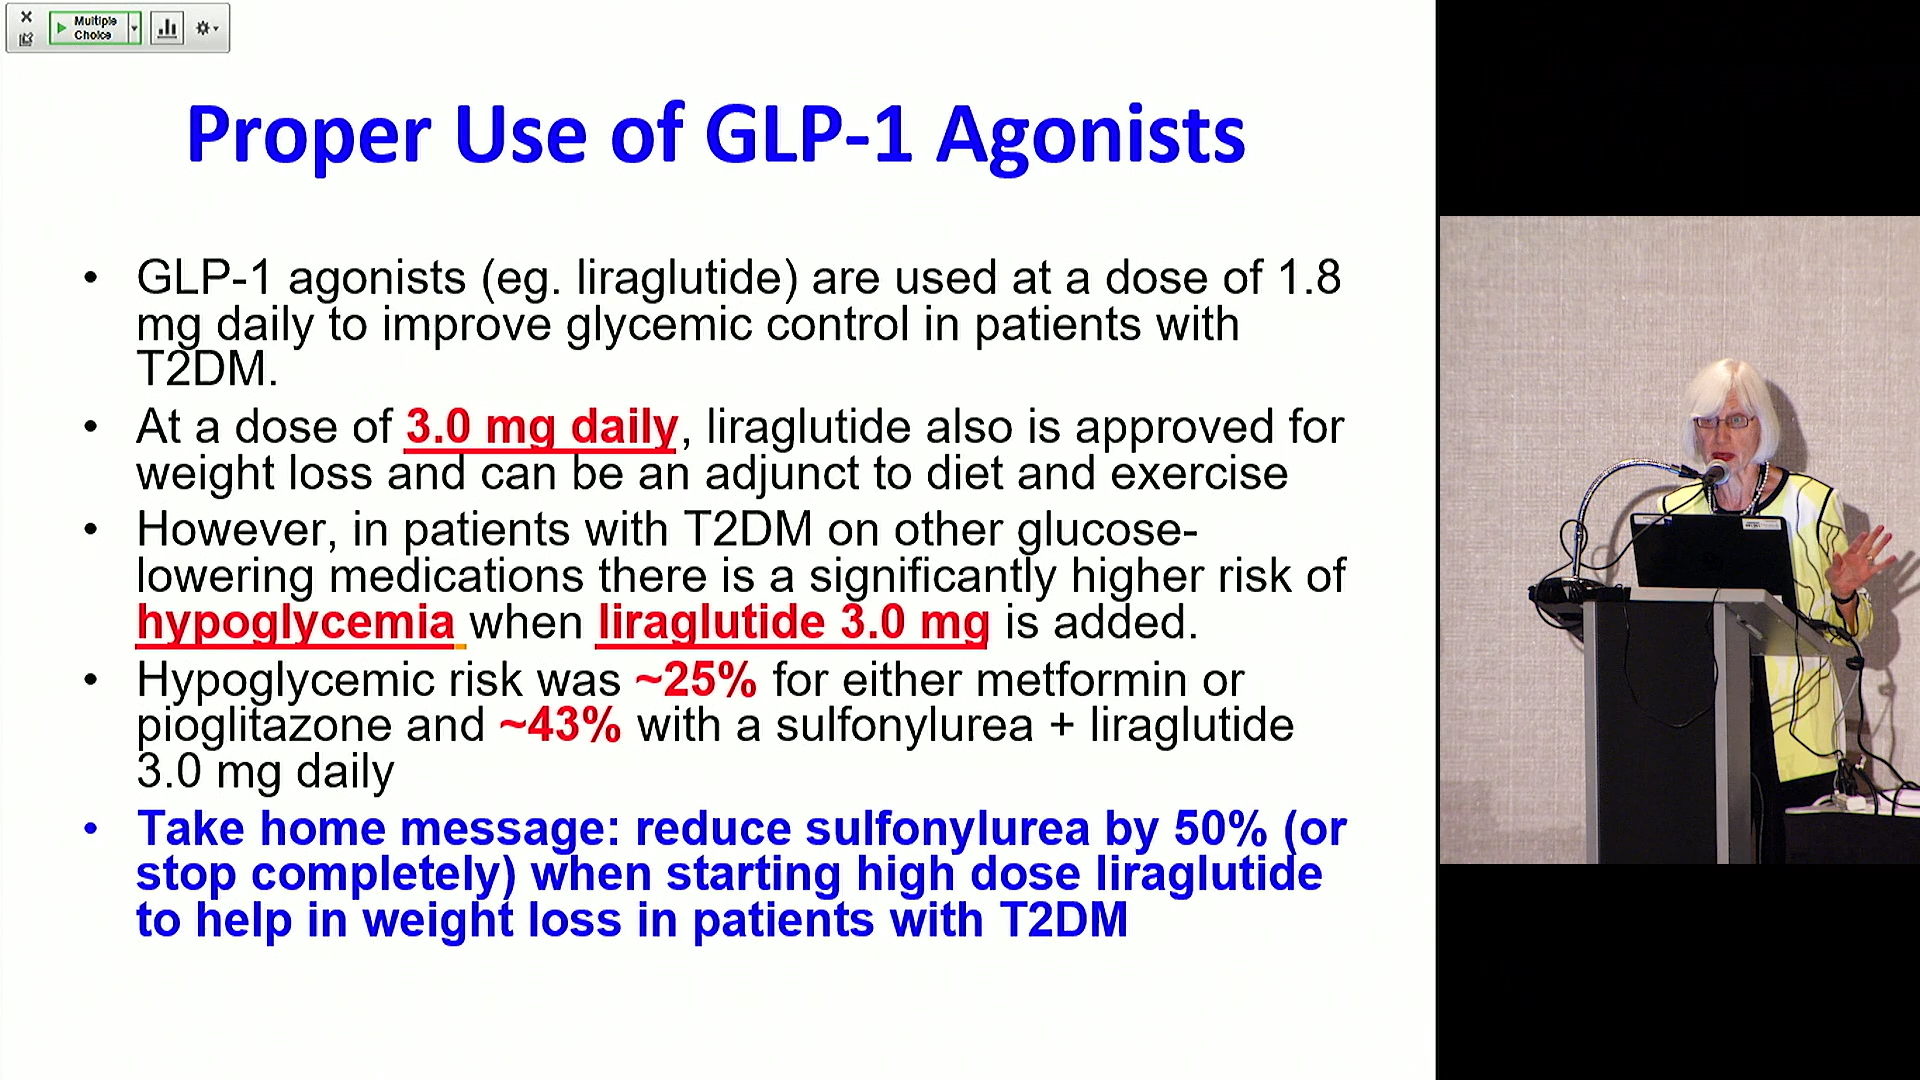 Multiple
Choice
Proper Use of GLP-1 Agonists
• GLP-1 agonists (eg. liraglutide) are used at a dose of 1.8
mg daily to improve glycemic control in patients with
T2DM.
• At a dose of 3.0 mg daily, liraglutide also is approved for
weight loss and can be an adjunct to diet and exercise
• However, in patients with T2DM on other glucose-
lowering medications there is a significantly higher risk of
hypoglycemia when liraglutide 3.0 mg is added.
• Hypoglycemic risk was ~25% for either metformin or
pioglitazone and ~43% with a sulfonylurea + liraglutide
3.0 mg daily
• Take home message: reduce sulfonylurea by 50% (or
stop completely) when starting high dose liraglutide
to help in weight loss in patients with T2DM